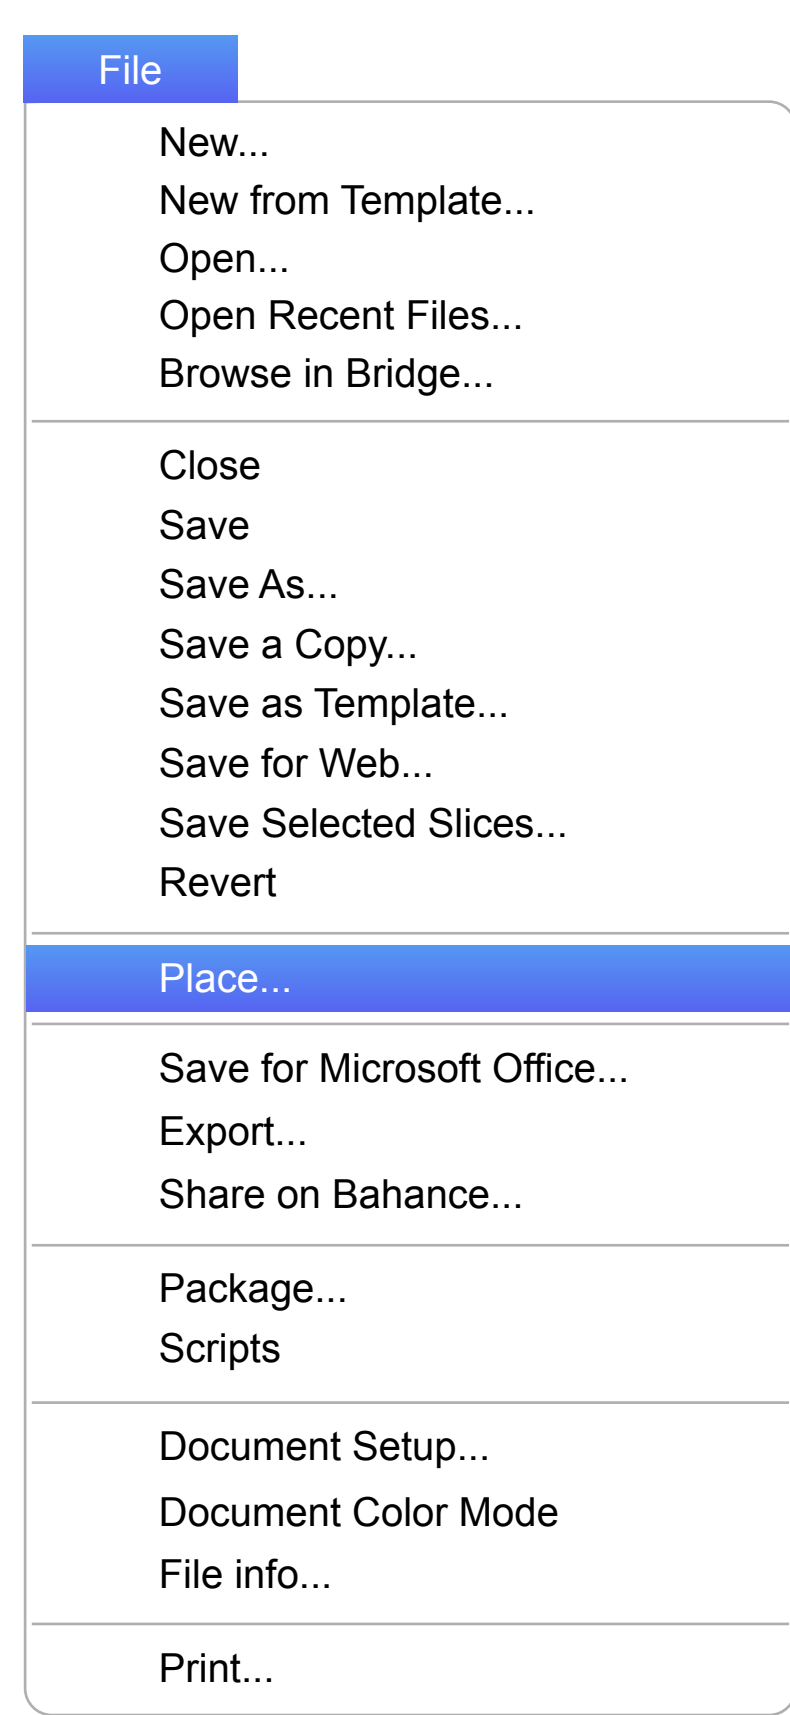 File
New...
New from Template...
Open...
Open Recent Files...
Browse in Bridge...
Close
Save
Save As...
Save a Copy...
Save as Template...
Save for Web...
Save Selected Slices...
Revert
Place...
Save for Microsoft Office...
Export...
Share on Bahance...
Package...
Scripts
Document Setup...
Document Color Mode
File info...
Print...